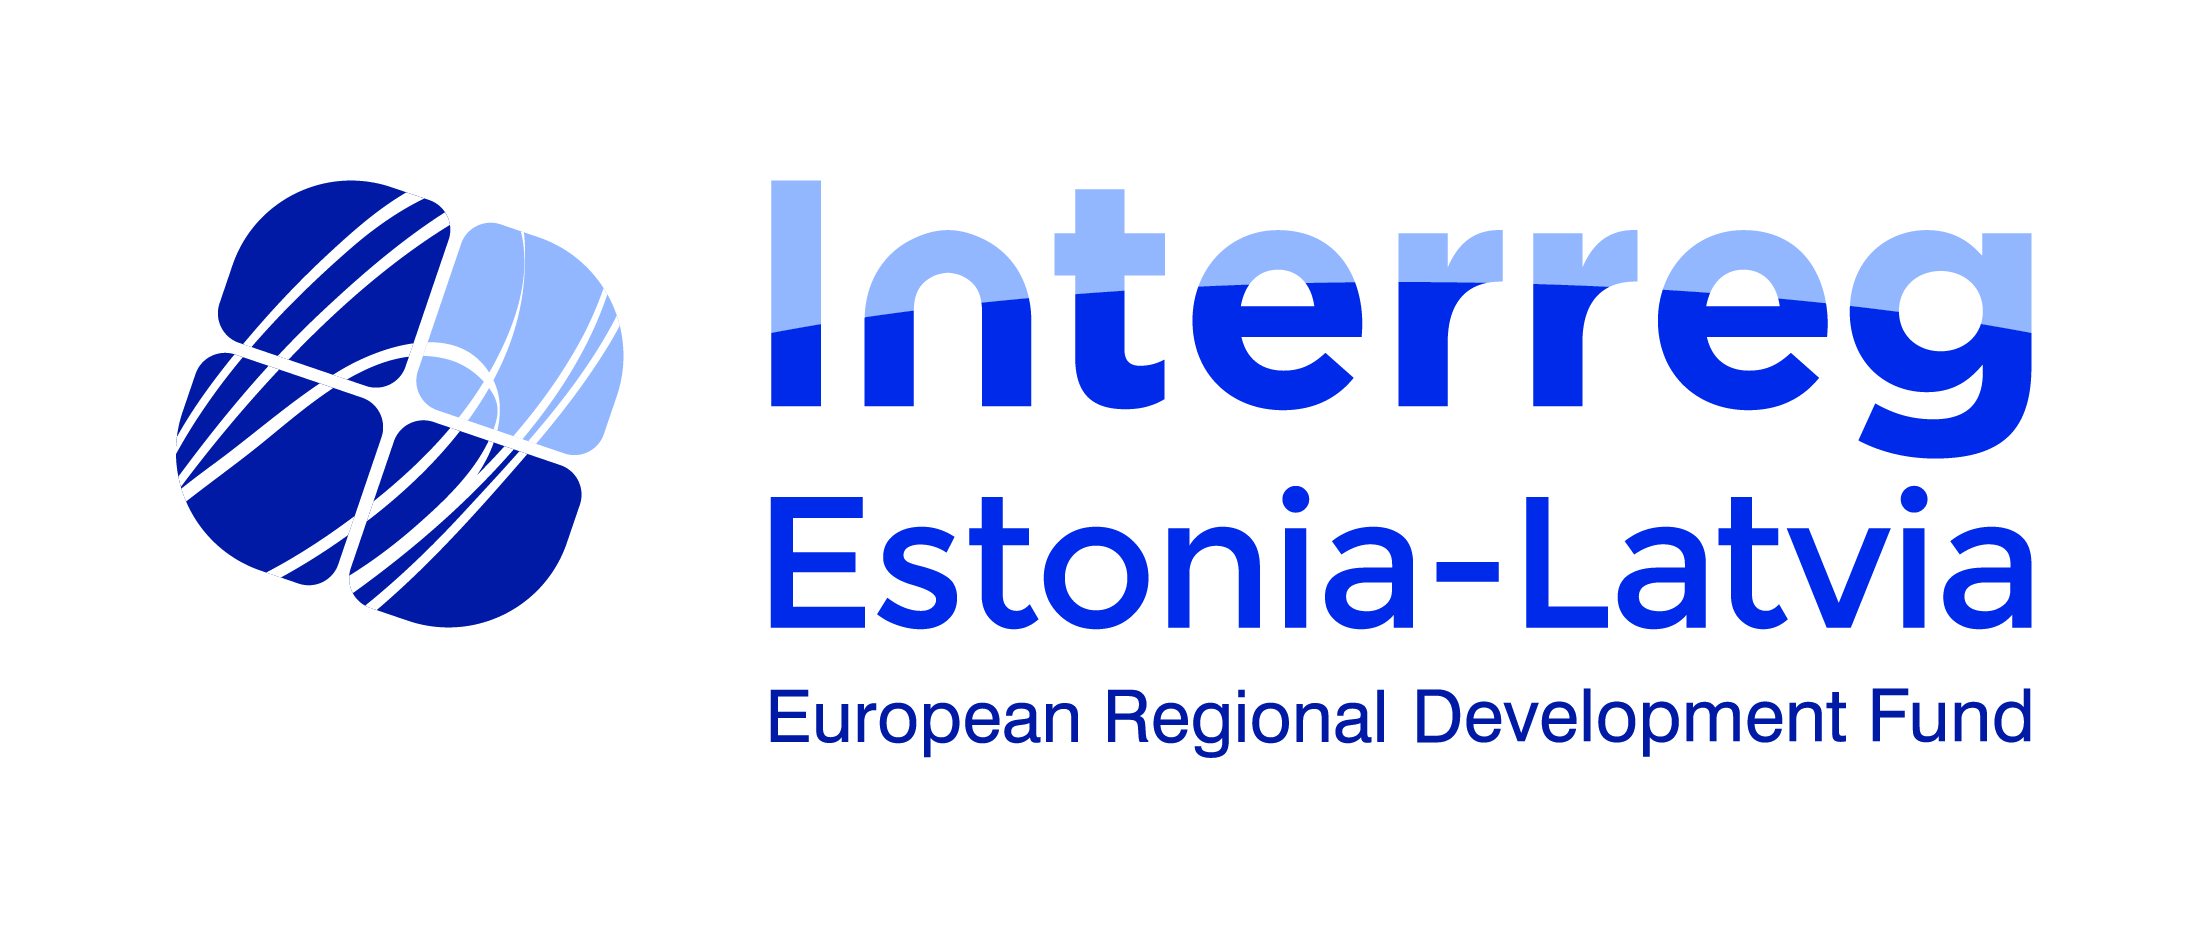 Interreg
Estonia-Latvia
European Regional Development Fund